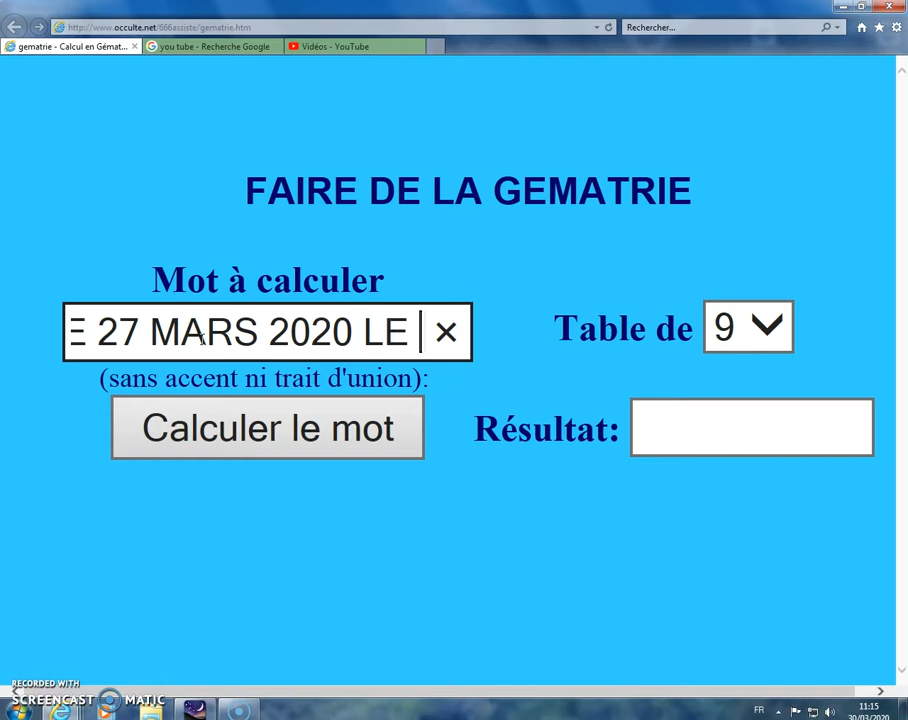 http://www.occulte.net/666assiste/gematrie.htm
Rechercher...
gematrie - Calcul en Gémat...
you tube - Recherche Google
Vidéos - YouTube
FAIRE DE LA GEMATRIE
Mot à calculer
E 27 MARS 2020 LE
Table de 9
(sans accent ni trait d'union):
Calculer le mot
Résultat:
RECORDED WITH
SCREENCAST MATIC
FR
11:15
30/03/2020